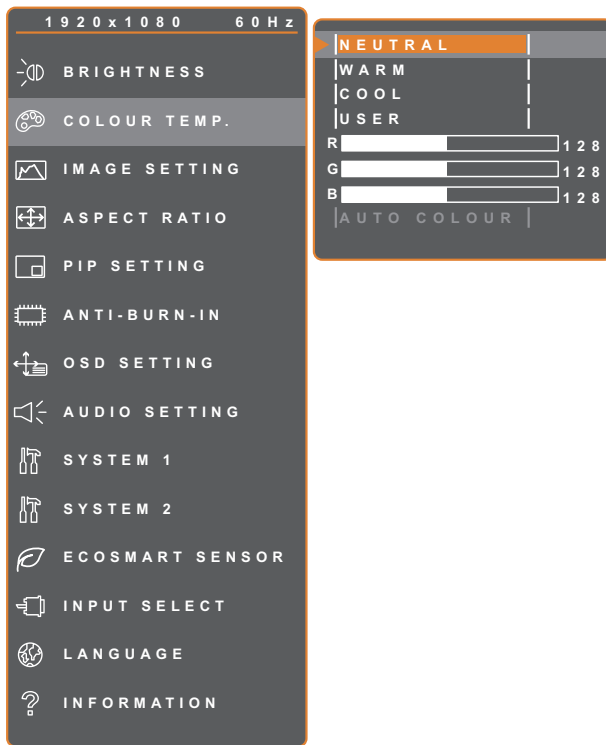 1920x1080 60Hz
BRIGHTNESS
COLOUR TEMP.
IMAGE SETTING
ASPECT RATIO
PIP SETTING
ANTI-BURN-IN
OSD SETTING
AUDIO SETTING
SYSTEM 1
SYSTEM 2
ECOSMART SENSOR
INPUT SELECT
LANGUAGE
INFORMATION
NEUTRAL
WARM
COOL
USER
R 128
G 128
B 128
AUTO COLOUR